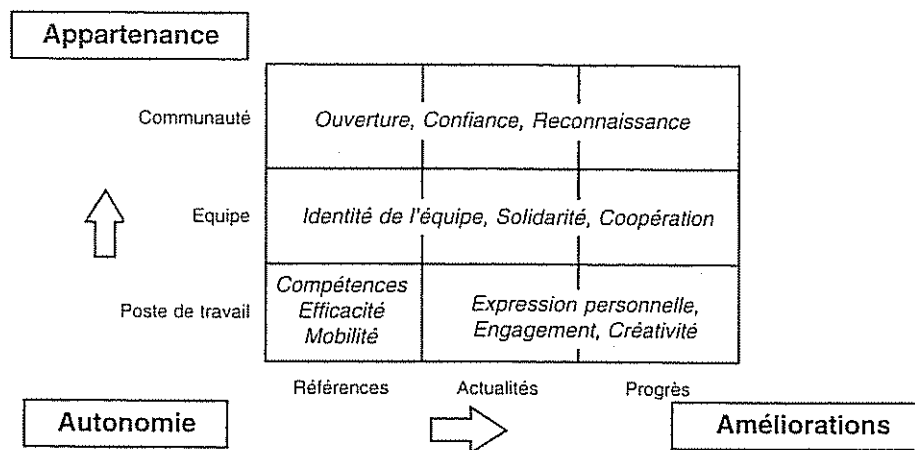 Appartenance
Communauté
Ouverture, Confiance, Reconnaissance
Equipe
Identité de l'équipe, Solidarité, Coopération
Poste de travail
Compétences
Efficacité
Mobilité
Expression personnelle,
Engagement, Créativité
Références
Actualités
Progrès
Autonomie
Améliorations